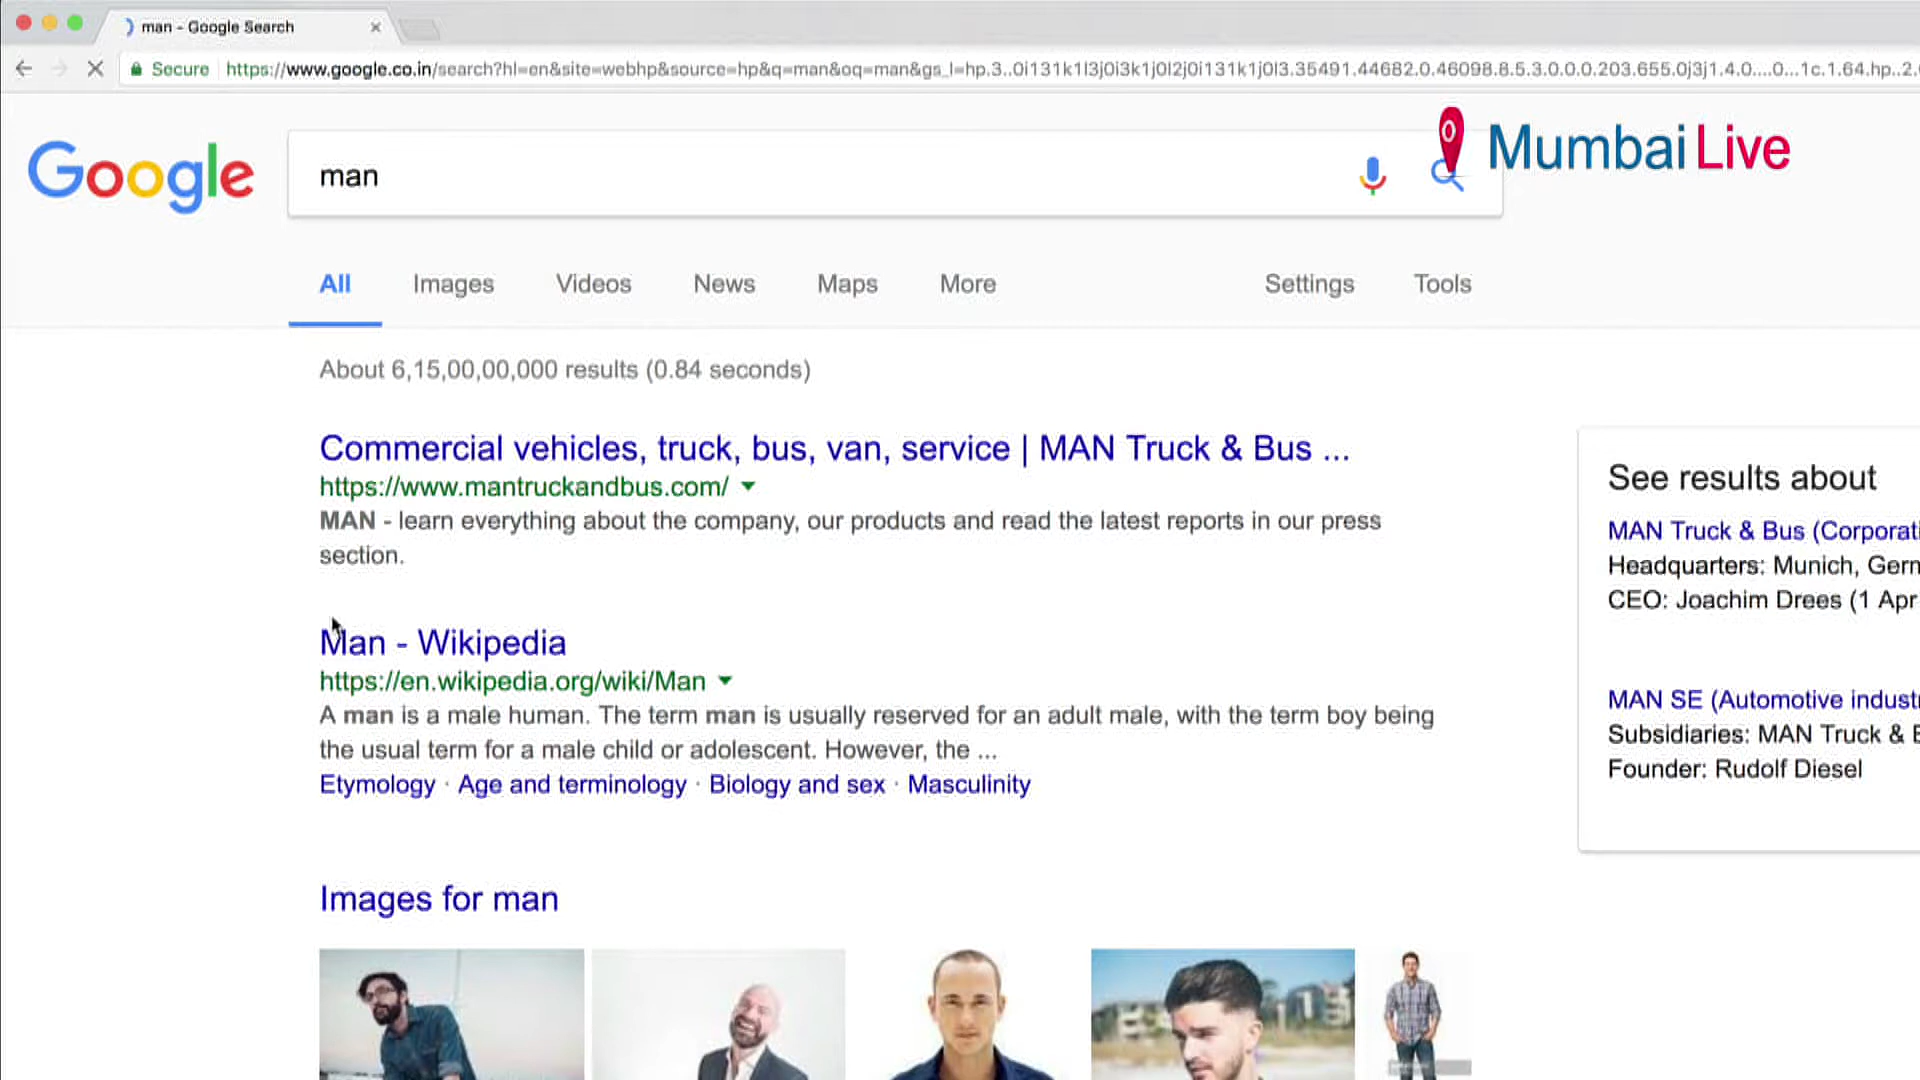 man - Google Search
Secure https://www.google.co.in/search?hl=en&site=webhp&source=hp&q=man&oq=man&gs_l=hp.3..0i131k1l3j0i3k1j0l2j0i131k1j0l3.35491.44682.0.46098.8.5.3.0.0.0.203.655.0j3j1.4.0....0...1c.1.64.hp..2.
Mumbai Live
Google
man
All Images Videos News Maps More Settings Tools
About 6,15,00,00,000 results (0.84 seconds)
Commercial vehicles, truck, bus, van, service | MAN Truck & Bus ...
https://www.mantruckandbus.com/
MAN - learn everything about the company, our products and read the latest reports in our press
section.
Man - Wikipedia
https://en.wikipedia.org/wiki/Man
A man is a male human. The term man is usually reserved for an adult male, with the term boy being
the usual term for a male child or adolescent. However, the ...
Etymology · Age and terminology · Biology and sex · Masculinity
Images for man
See results about
MAN Truck & Bus (Corporati
Headquarters: Munich, Germ
CEO: Joachim Drees (1 Apr
MAN SE (Automotive industr
Subsidiaries: MAN Truck & B
Founder: Rudolf Diesel